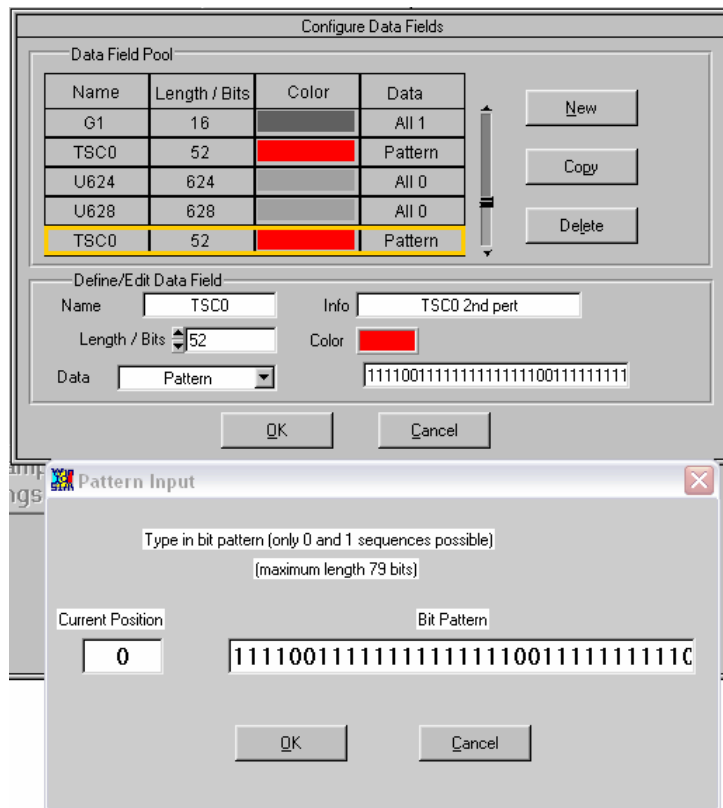 Configure Data Fields
Data Field Pool
Name Length / Bits Color Data
G1 16 All 1
TSC0 52 Pattern
U624 624 All 0
U628 628 All 0
TSC0 52 Pattern
New
Copy
Delete
Define/Edit Data Field
Name TSC0 Info TSC0 2nd pert
Length / Bits 52 Color
Data Pattern 11110011111111111111100111111111
OK Cancel
ngs
Pattern Input
Type in bit pattern (only 0 and 1 sequences possible)
(maximum length 79 bits)
Current Position Bit Pattern
0 111100111111111111111001111111110
OK Cancel